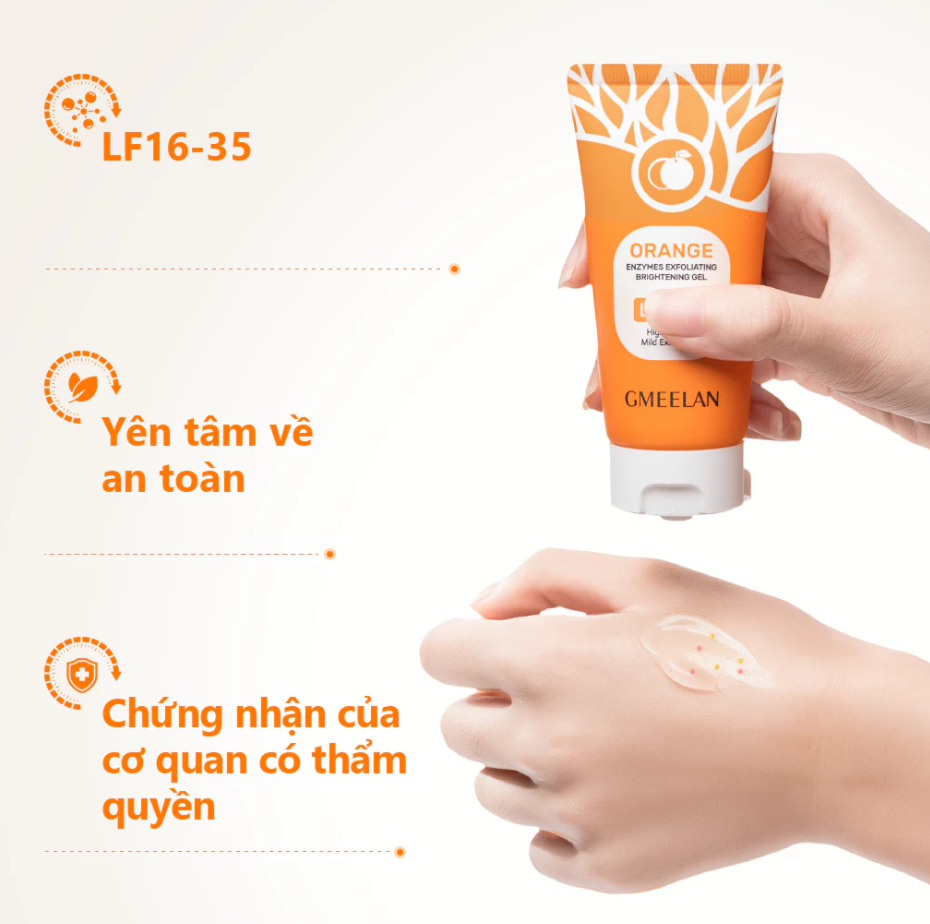 LF16-35
Yên tâm về
an toàn
Chứng nhận của
cơ quan có thẩm
quyền
ORANGE
ENZYMES EXFOLIATING
BRIGHTENING GEL
Mild
GMEELAN